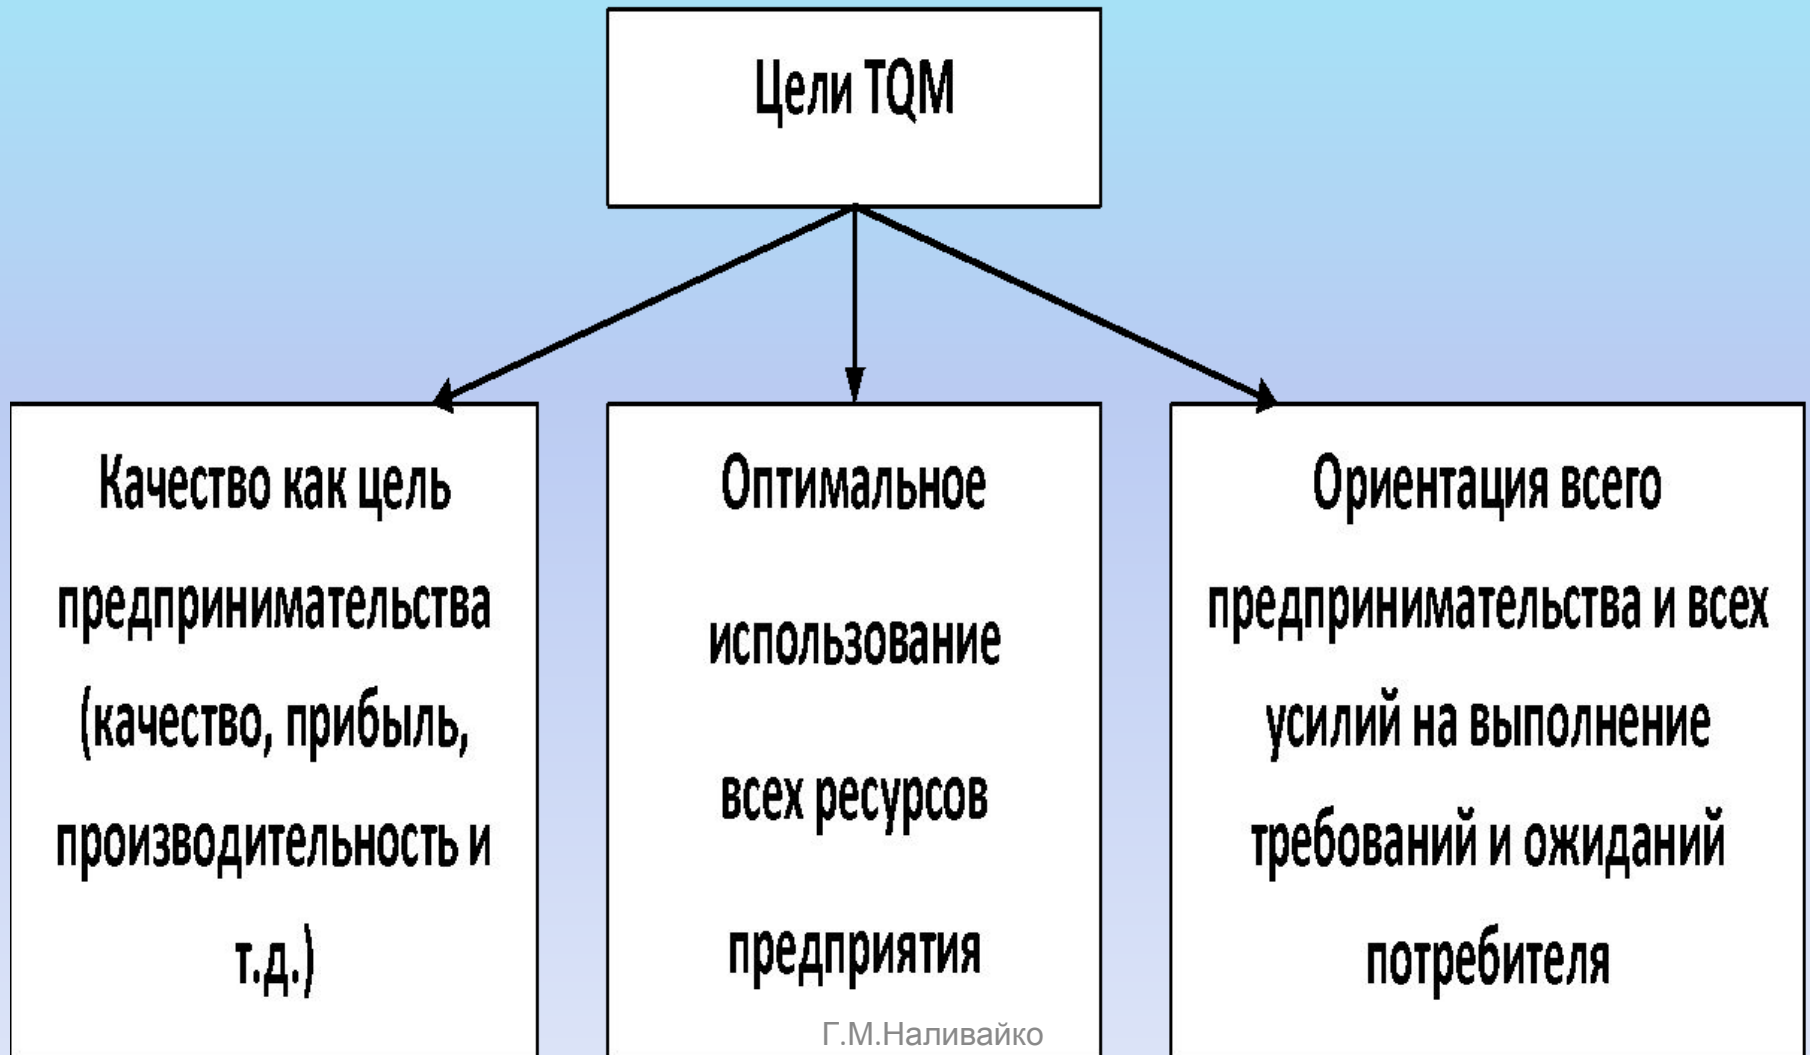 Цели TQM
Качество как цель
предпринимательства
(качество, прибыль,
производительность и
т.д.)
Оптимальное
использование
всех ресурсов
предприятия
Ориентация всего
предпринимательства и всех
усилий на выполнение
требований и ожиданий
потребителя
Г.М.Наливайко